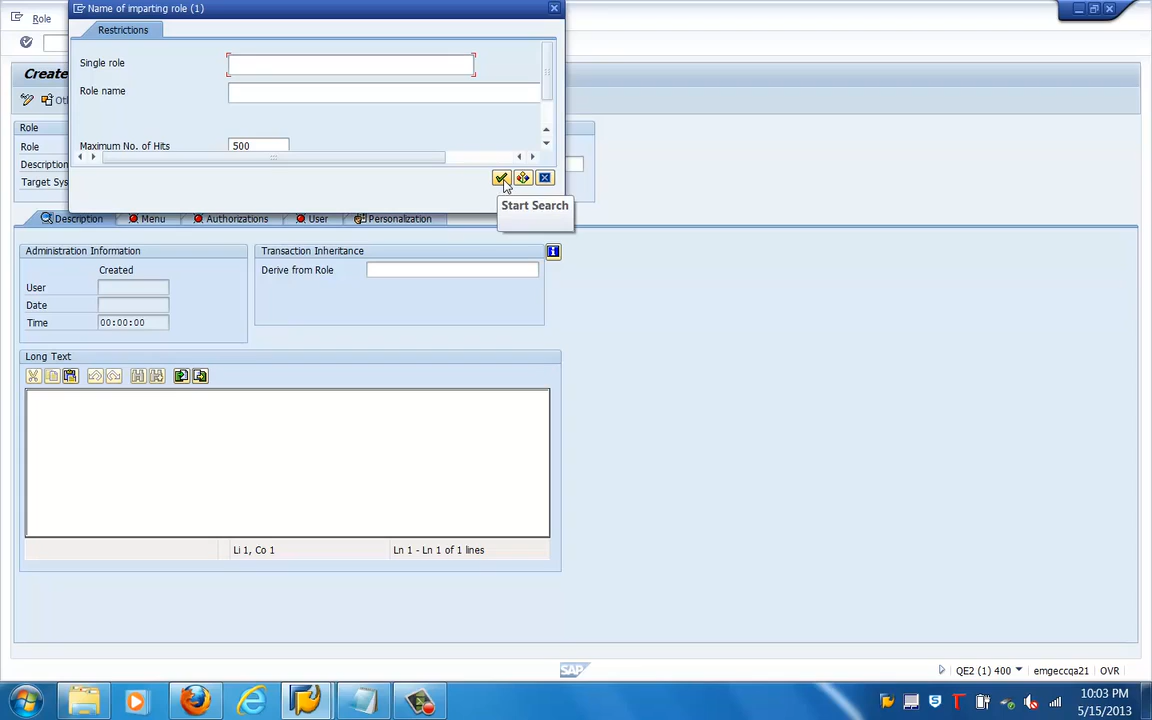 Name of imparting role (1)
Role
Restrictions
Single role
Role name
Maximum No. of Hits 500
Start Search
Create
Role
Role
Description
Target Sys
Description Menu Authorizations User Personalization
Administration Information
Created
User
Date
Time 00:00:00
Transaction Inheritance
Derive from Role
Long Text
Li 1, Co 1 Ln 1 - Ln 1 of 1 lines
SAP
QE2 (1) 400 emgeccqa21 OVR
10:03 PM
5/15/2013